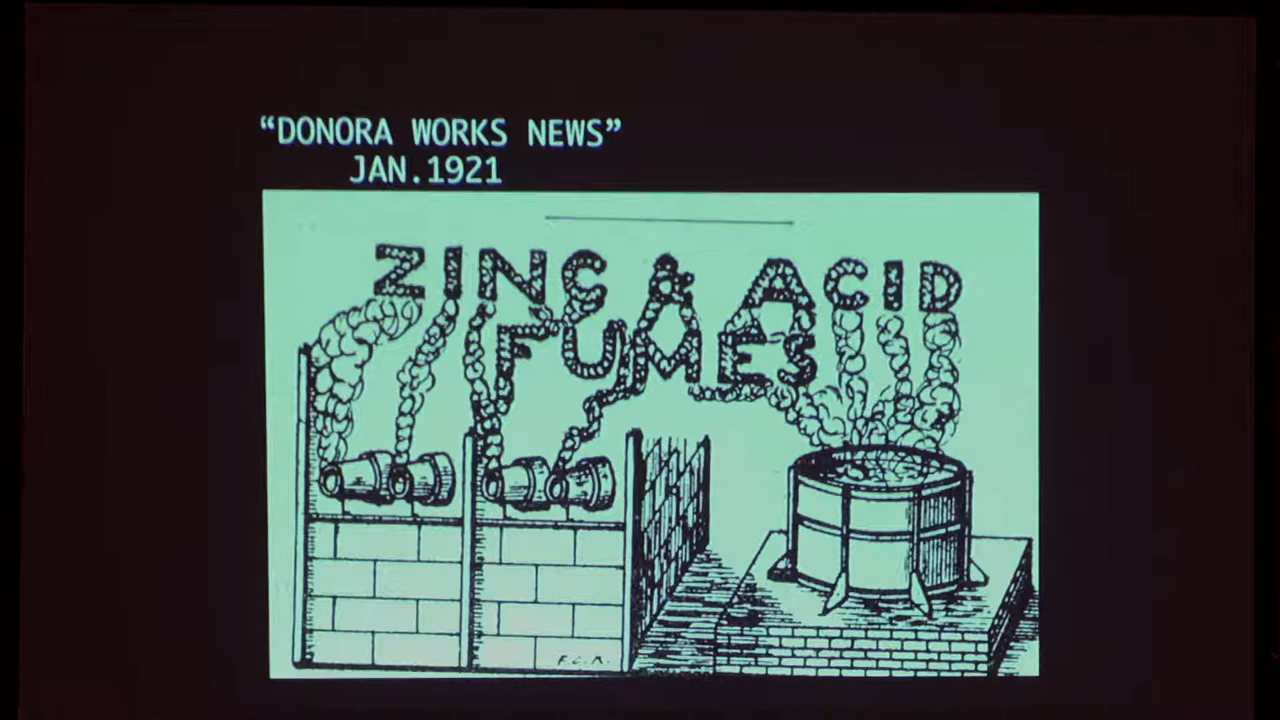 “DONORA WORKS NEWS”
JAN.1921
ZINC & ACID
FUMES
F.C.R.